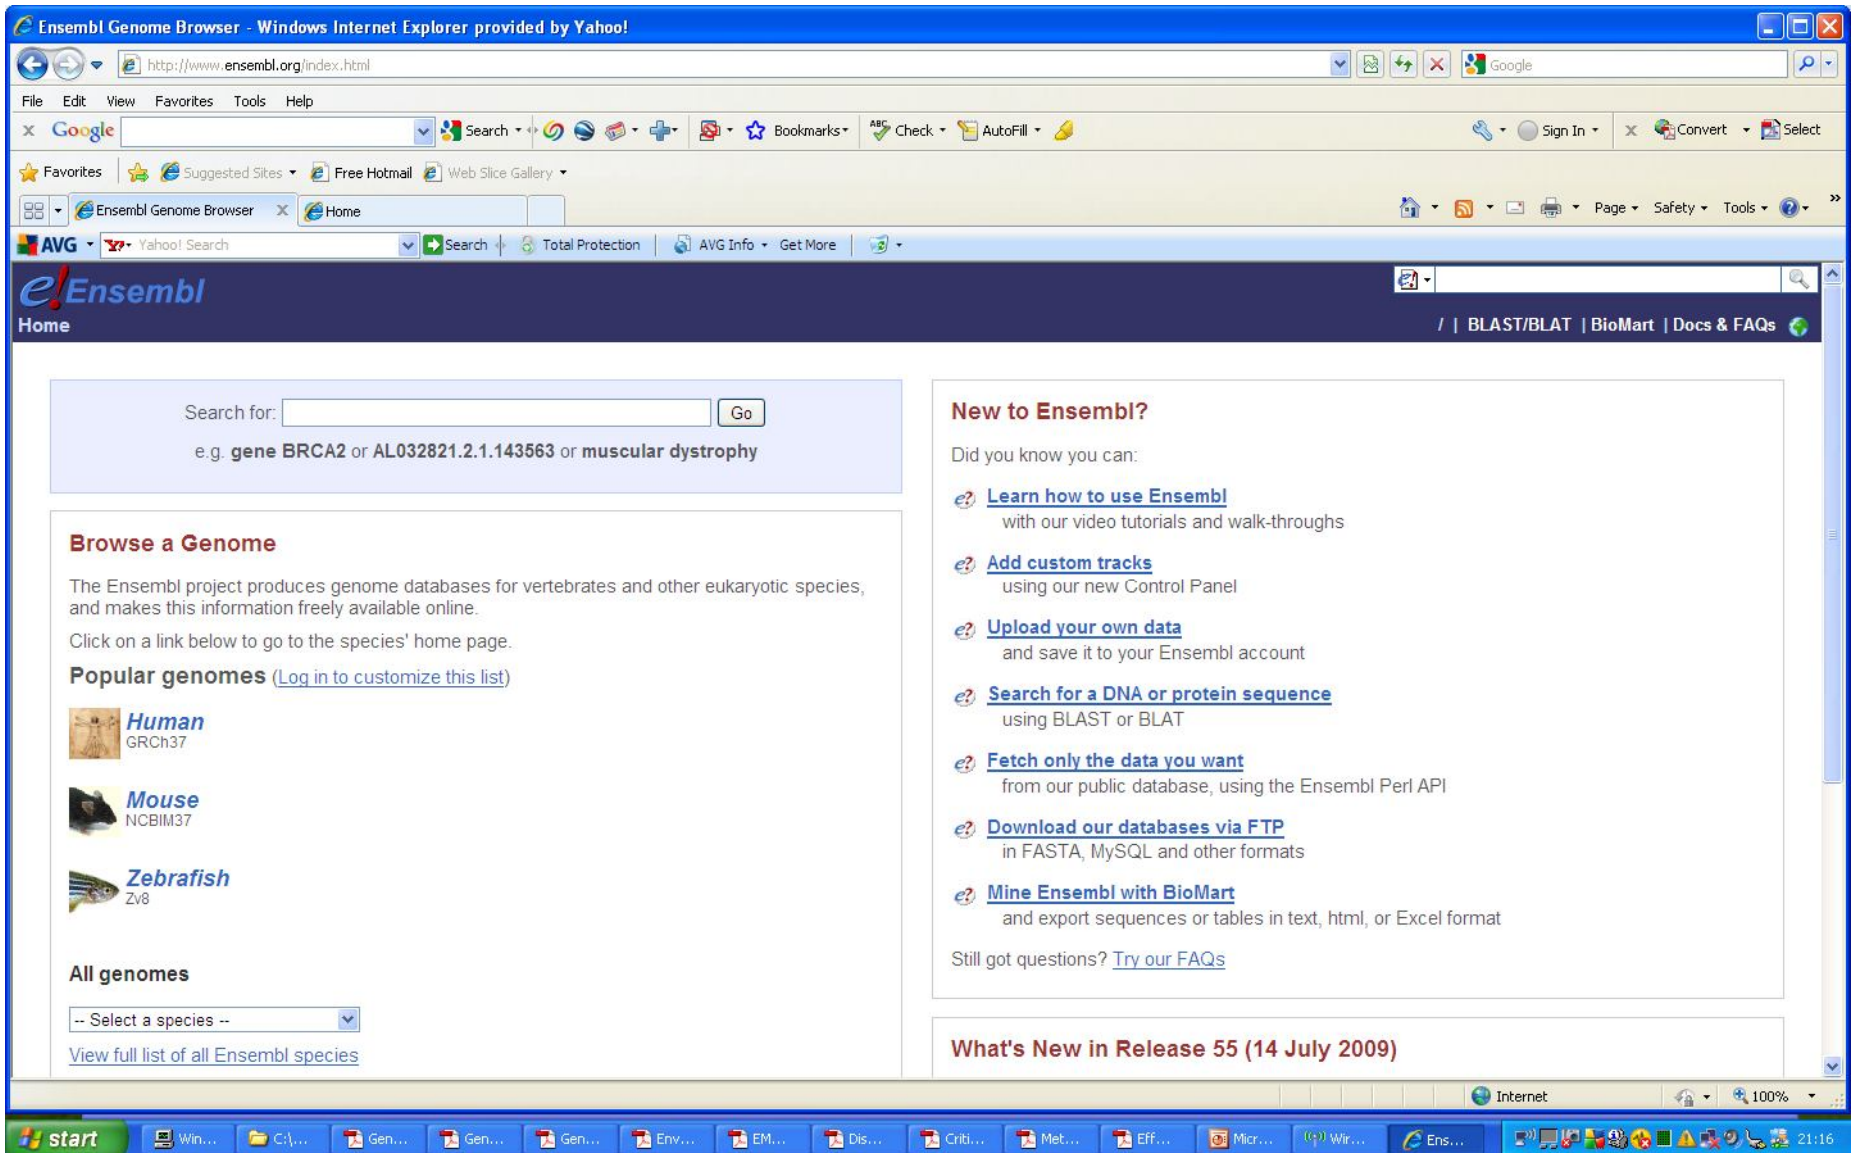 Ensembl Genome Browser - Windows Internet Explorer provided by Yahoo!
http://www.ensembl.org/index.html
Google
File Edit View Favorites Tools Help
x Google Search Bookmarks Check AutoFill Sign In x Convert Select
Favorites Suggested Sites Free Hotmail Web Slice Gallery
Ensembl Genome Browser X Home Page Safety Tools »
AVG Yahoo! Search Search Total Protection AVG Info Get More
e!Ensembl
Home / | BLAST/BLAT | BioMart | Docs & FAQs
Search for: Go
e.g. gene BRCA2 or AL032821.2.1.143563 or muscular dystrophy
Browse a Genome
The Ensembl project produces genome databases for vertebrates and other eukaryotic species,
and makes this information freely available online.
Click on a link below to go to the species' home page.
Popular genomes (Log in to customize this list)
Human
GRCh37
Mouse
NCBIM37
Zebrafish
Zv8
All genomes
-- Select a species --
View full list of all Ensembl species
New to Ensembl?
Did you know you can:
e? Learn how to use Ensembl
with our video tutorials and walk-throughs
e? Add custom tracks
using our new Control Panel
e? Upload your own data
and save it to your Ensembl account
e? Search for a DNA or protein sequence
using BLAST or BLAT
e? Fetch only the data you want
from our public database, using the Ensembl Perl API
e? Download our databases via FTP
in FASTA, MySQL and other formats
e? Mine Ensembl with BioMart
and export sequences or tables in text, html, or Excel format
Still got questions? Try our FAQs
What's New in Release 55 (14 July 2009)
Internet 100%
start Win... C:\... Gen... Gen... Gen... Env... EM... Dis... Criti... Met... Eff... Micr... Wir... Ens... 21:16